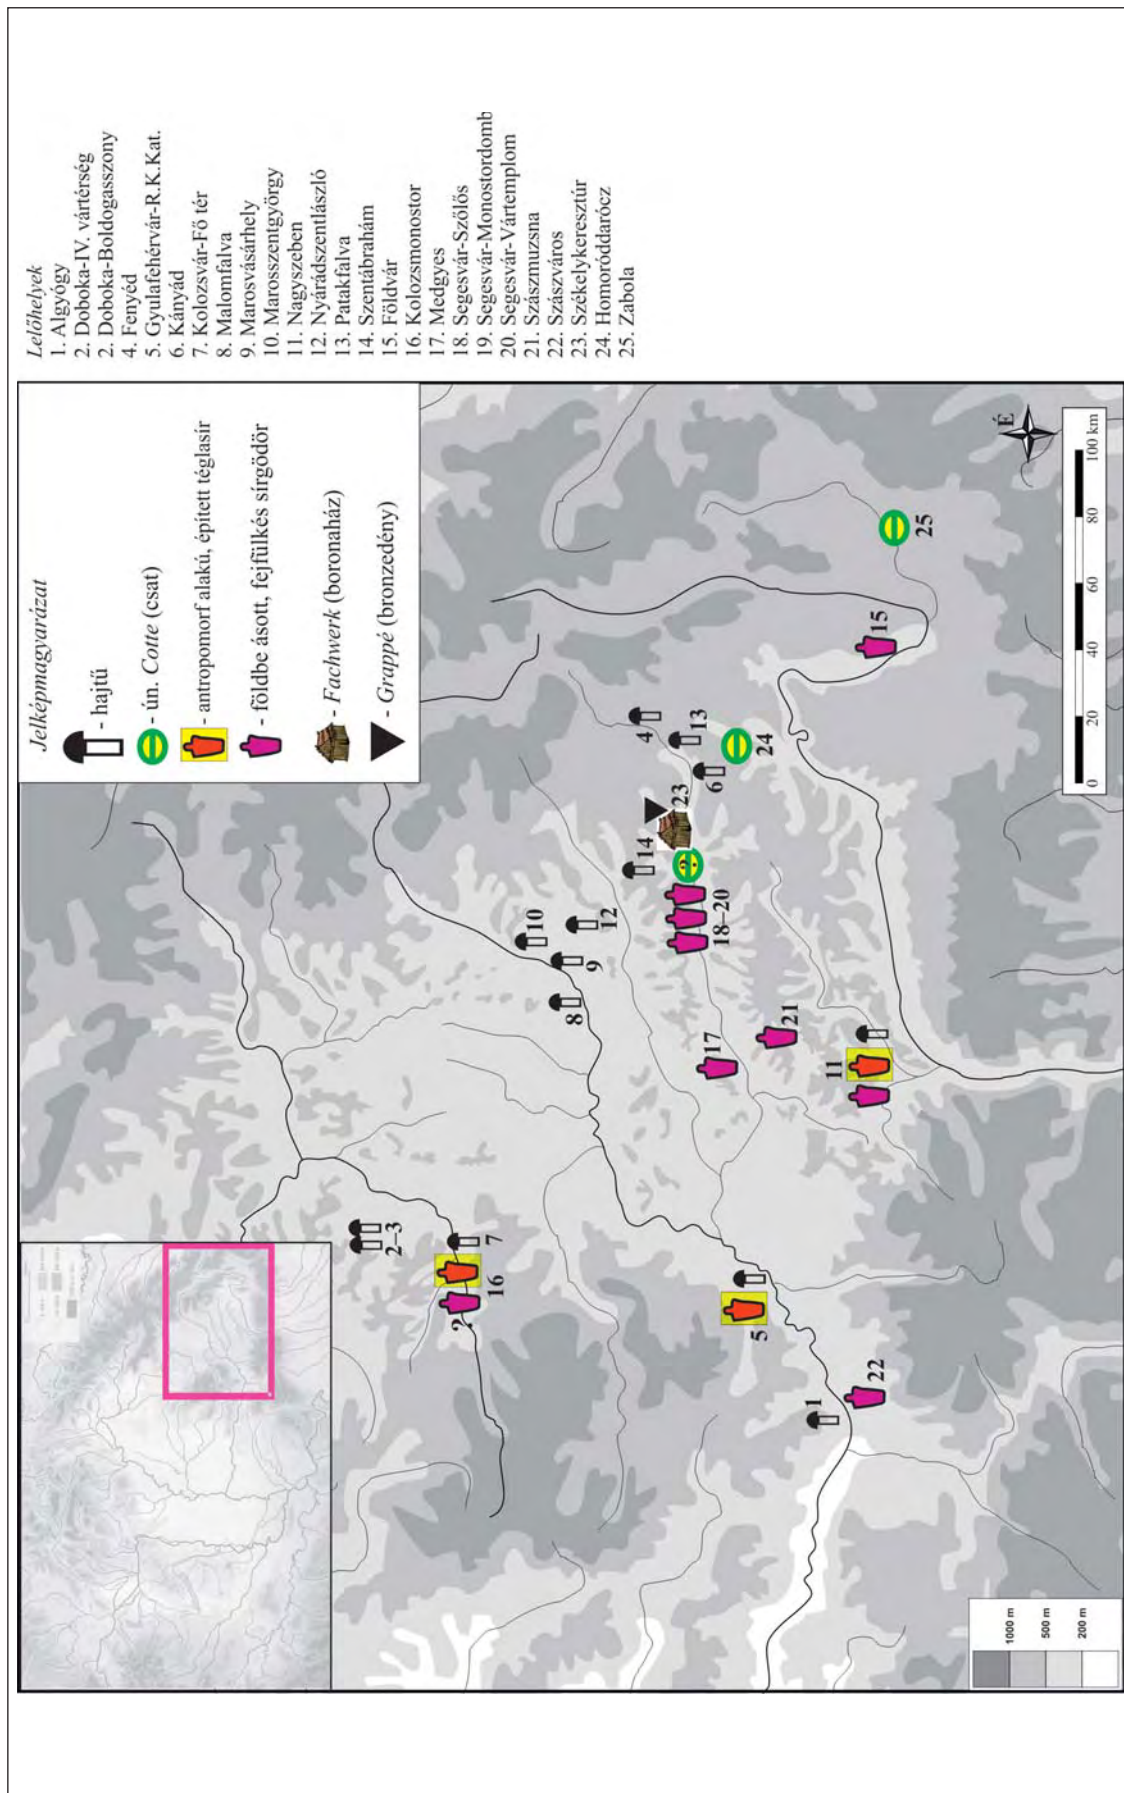 Lelőhelyek
1. Algyógy
2. Doboka-IV. vártérség
2. Doboka-Boldogasszony
4. Fenyéd
5. Gyulafehérvár-R.K.Kat.
6. Kányád
7. Kolozsvár-Fő tér
8. Malomfalva
9. Marosvásárhely
10. Marosszentgyörgy
11. Nagyszeben
12. Nyárádszentlászló
13. Patakfalva
14. Szentábrahám
15. Földvár
16. Kolozsmonostor
17. Medgyes
18. Segesvár-Szőlős
19. Segesvár-Monostordomb
20. Segesvár-Vártemplom
21. Szászmuzsna
22. Szászváros
23. Székelykeresztúr
24. Homoróddarócz
25. Zabola
Jelképmagyarázat
- hajtű
- ún. Cotte (csat)
- antropomorf alakú, épített téglasír
- földbe ásott, fejfülkés sírgödör
- Fachwerk (boronaház)
- Grappé (bronzedény)
2–3
7
16
?
10
9
12
8
14
23
?
18–20
4
13
6
24
17
21
11
5
1
22
15
25
É
0 20 40 60 80 100 km
1000 m
500 m
200 m